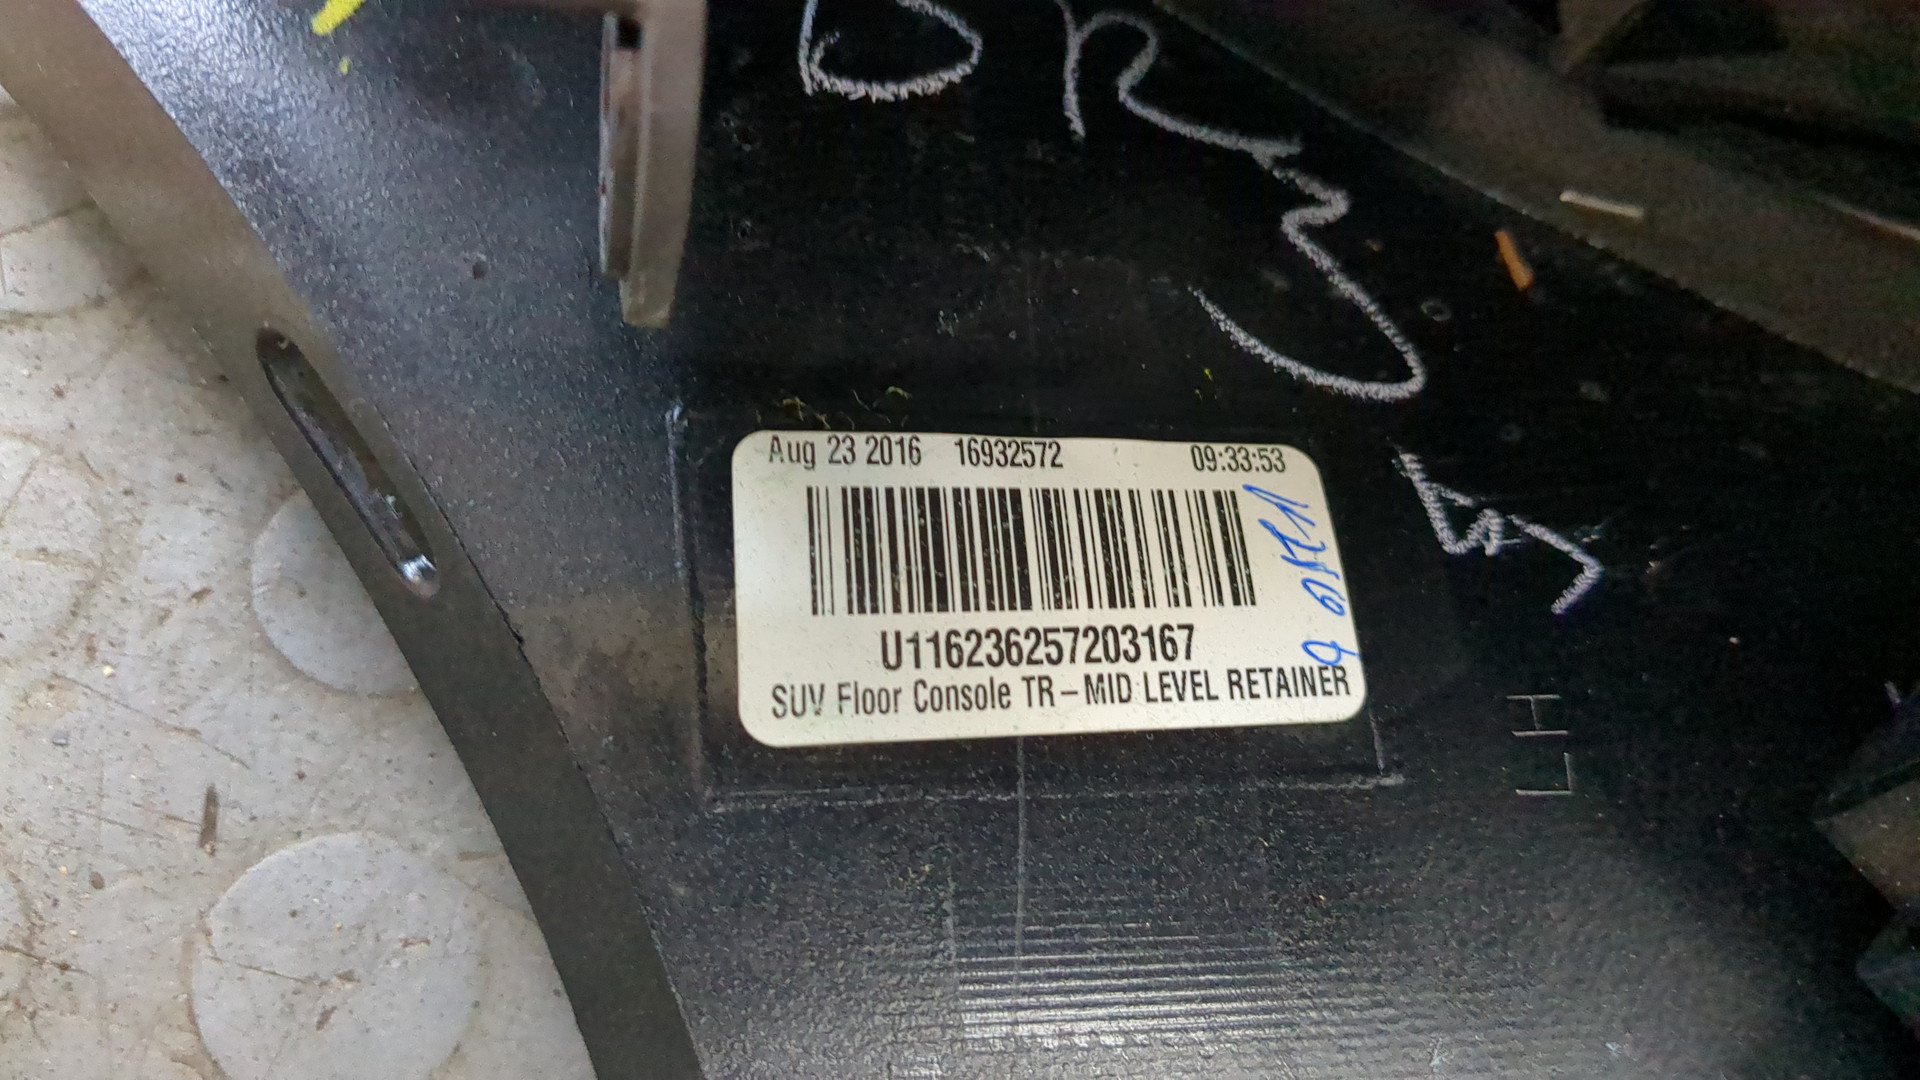 Aug 23 2016 16932572 09:33:53
U116236257203167
SUV Floor Console TR-MID LEVEL RETAINER
LH